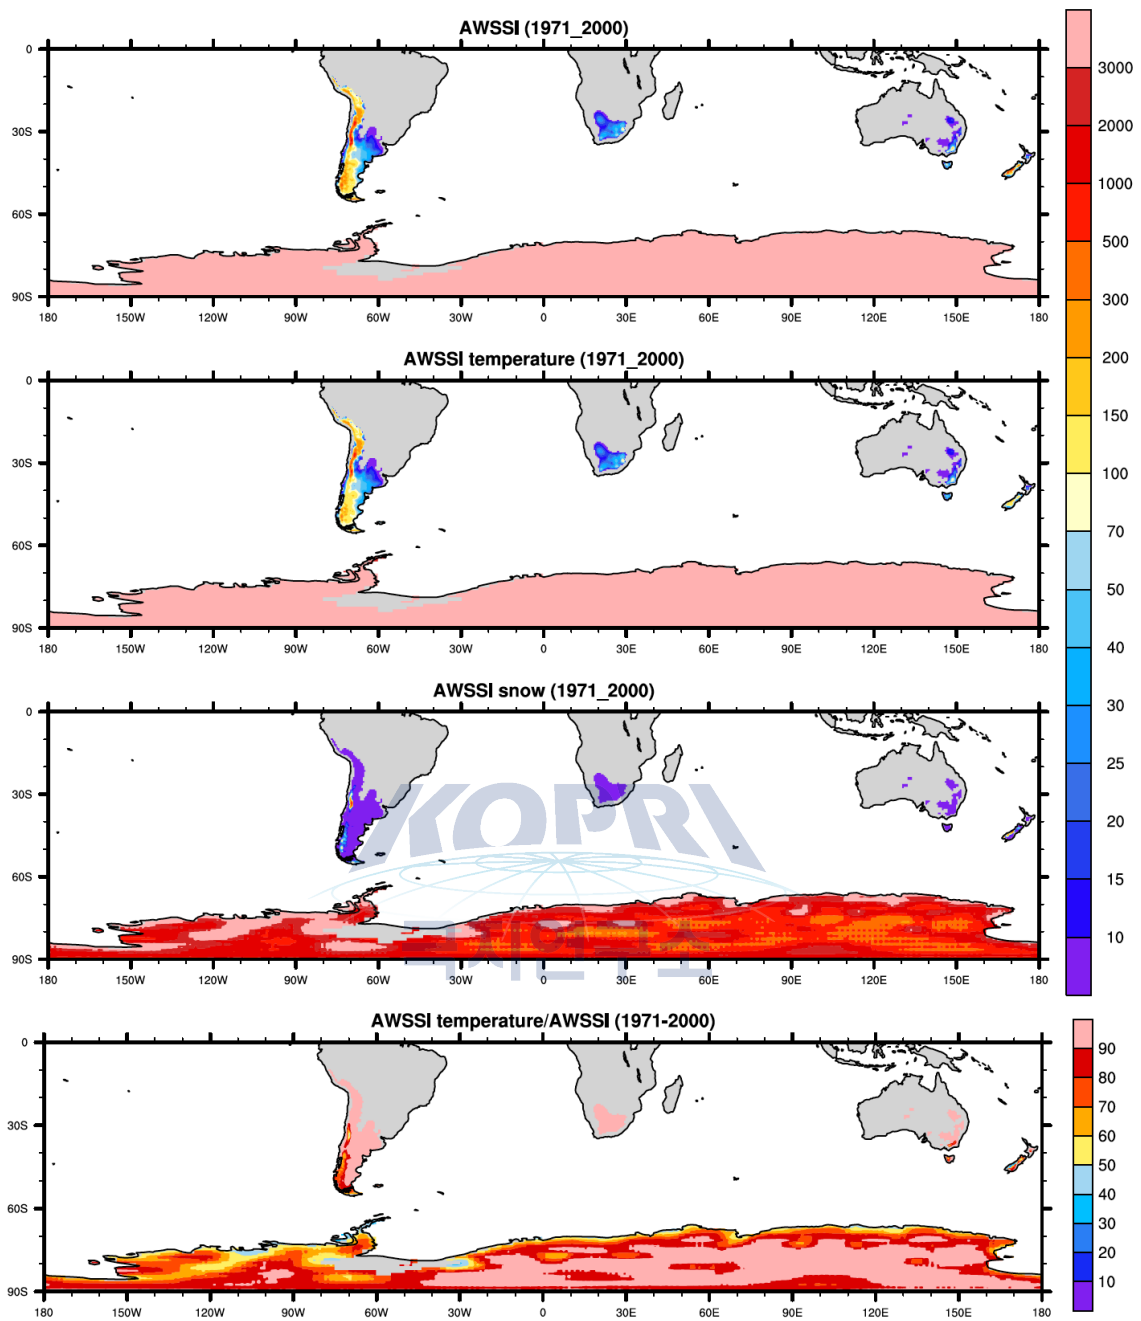 AWSSI (1971_2000)
0
30S
60S
90S
180 150W 120W 90W 60W 30W 0 30E 60E 90E 120E 150E 180
AWSSI temperature (1971_2000)
0
30S
60S
90S
180 150W 120W 90W 60W 30W 0 30E 60E 90E 120E 150E 180
AWSSI snow (1971_2000)
0
30S
60S
90S
180 150W 120W 90W 60W 30W 0 30E 60E 90E 120E 150E 180
KOPRI
극지연구소
3000
2000
1000
500
300
200
150
100
70
50
40
30
25
20
15
10
AWSSI temperature/AWSSI (1971-2000)
0
30S
60S
90S
180 150W 120W 90W 60W 30W 0 30E 60E 90E 120E 150E 180
90
80
70
60
50
40
30
20
10